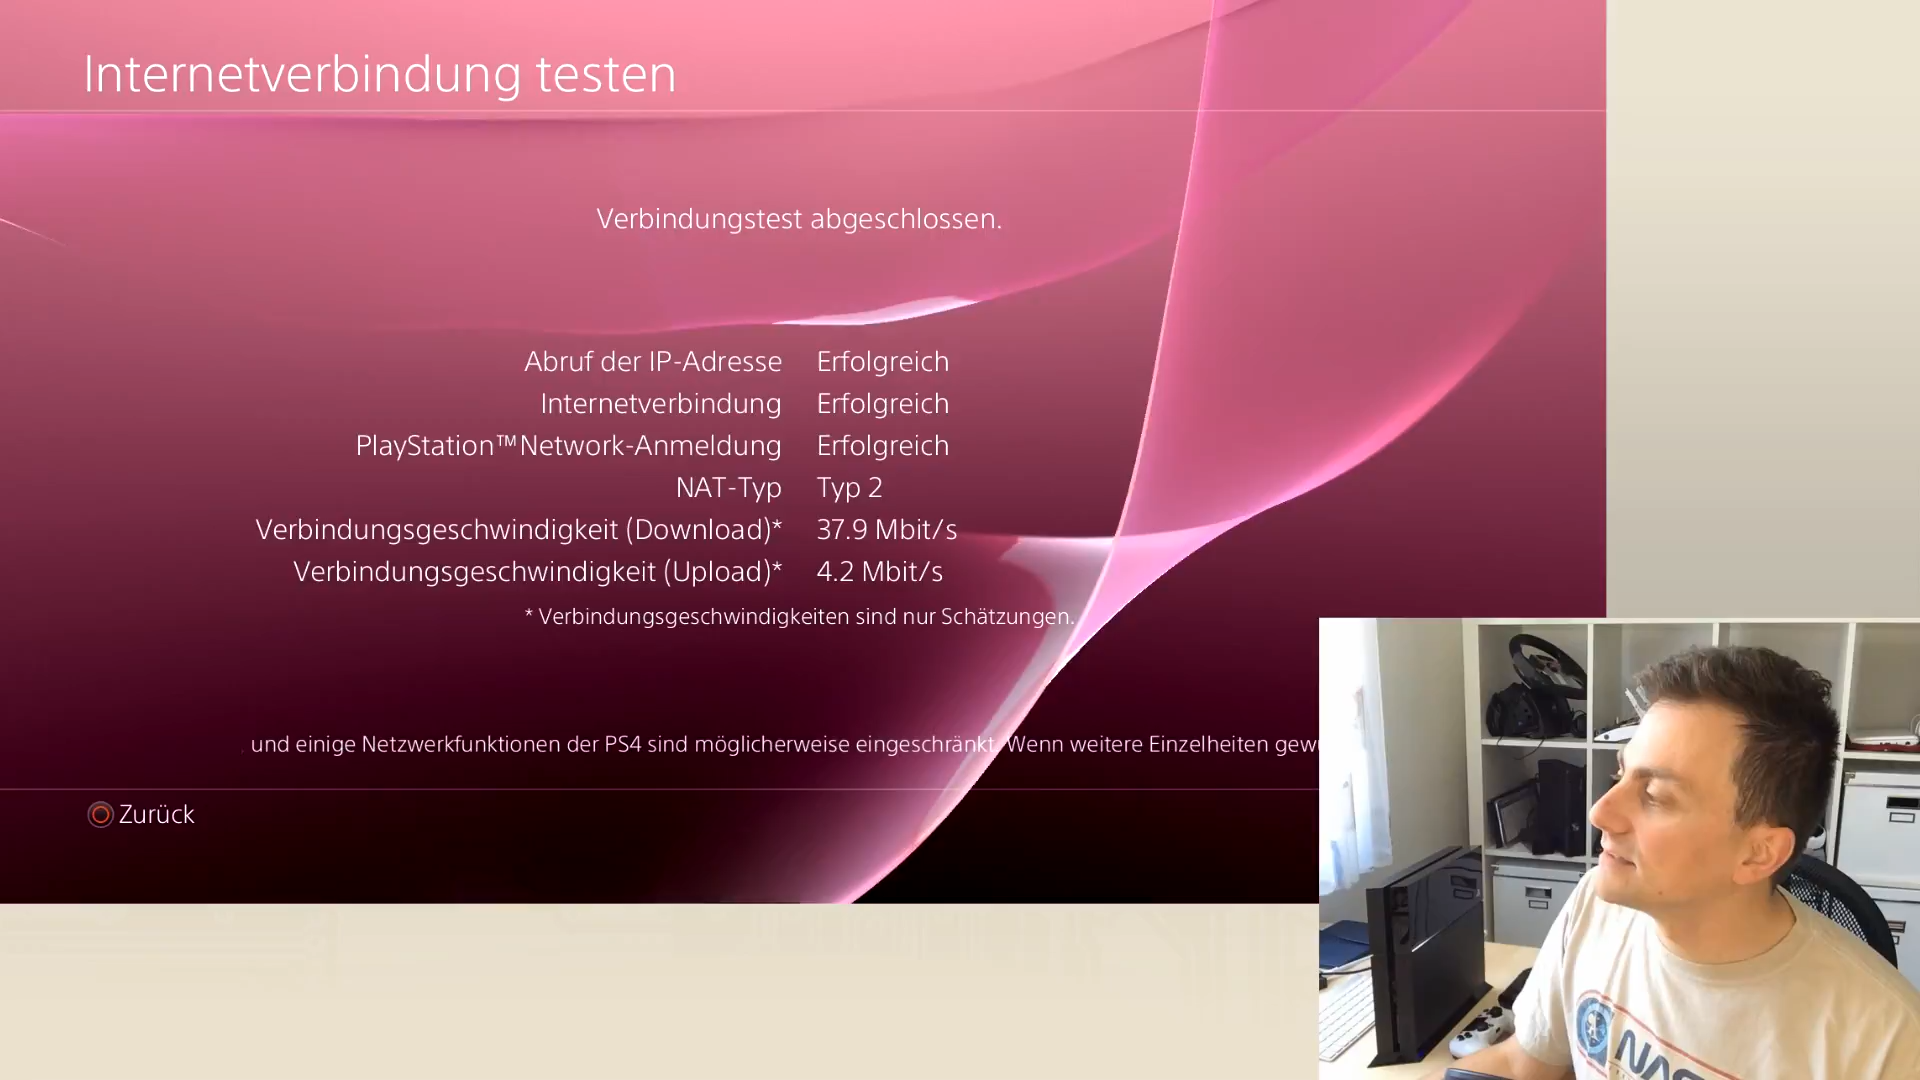 Internetverbindung testen
Verbindungstest abgeschlossen.
Abruf der IP-Adresse Erfolgreich
Internetverbindung Erfolgreich
PlayStation™Network-Anmeldung Erfolgreich
NAT-Typ Typ 2
Verbindungsgeschwindigkeit (Download)* 37.9 Mbit/s
Verbindungsgeschwindigkeit (Upload)* 4.2 Mbit/s
* Verbindungsgeschwindigkeiten sind nur Schätzungen.
und einige Netzwerkfunktionen der PS4 sind möglicherweise eingeschränkt. Wenn weitere Einzelheiten
Zurück